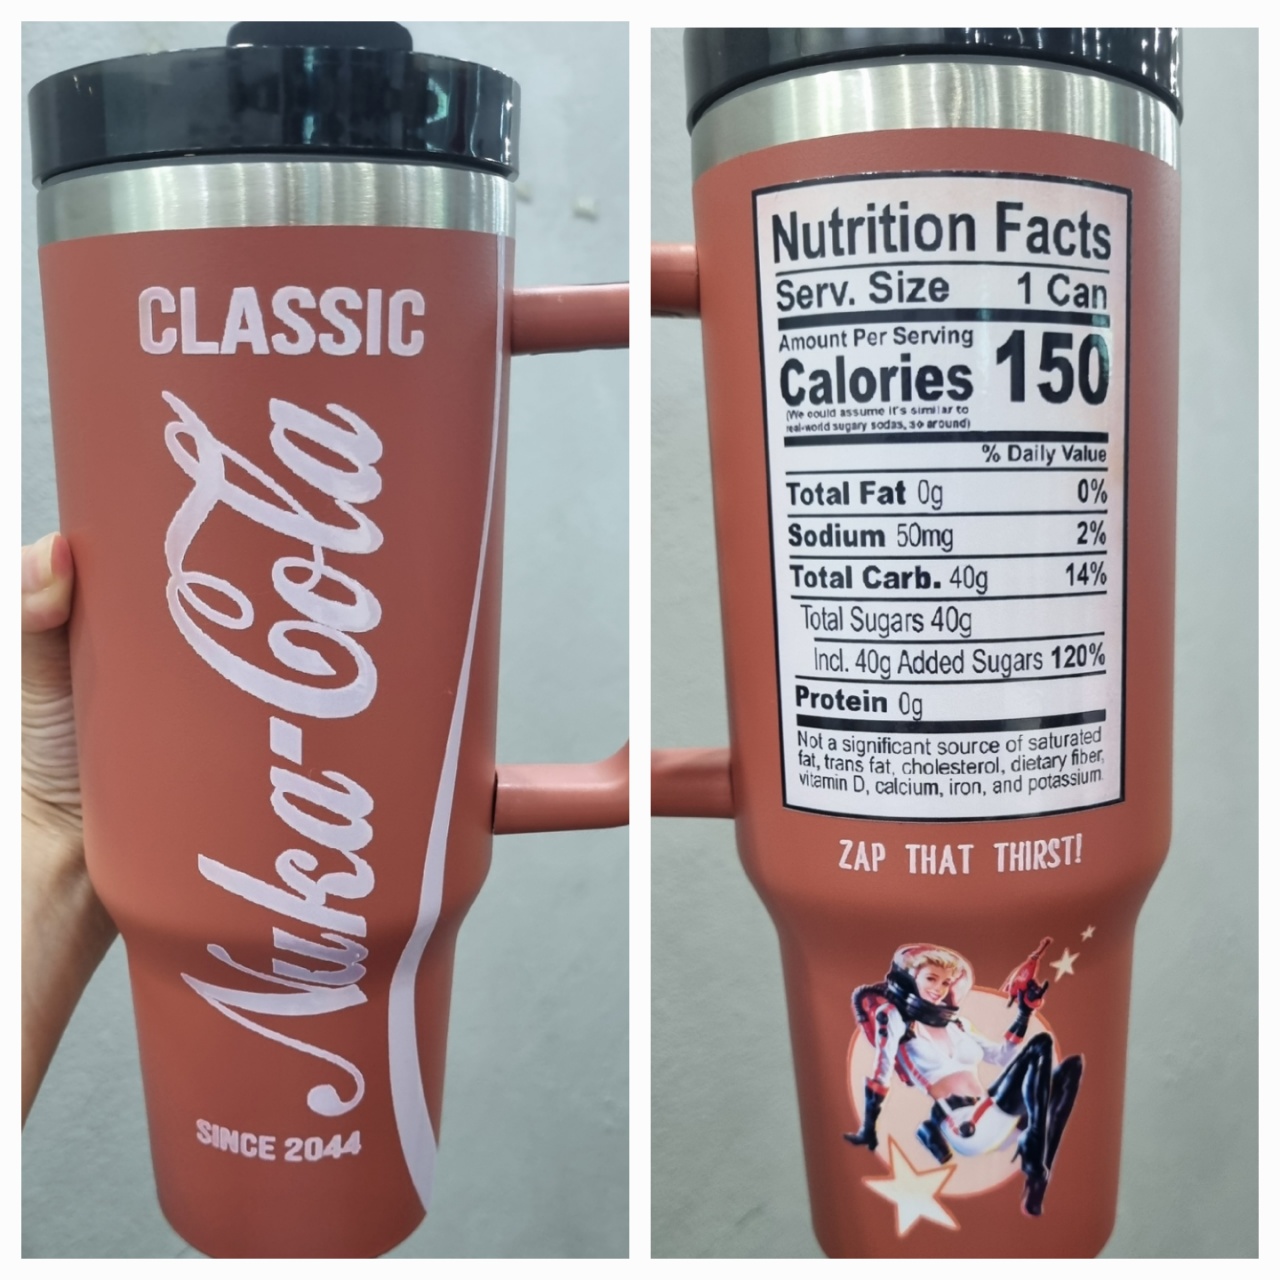 CLASSIC
Nuka-Cola
SINCE 2044
Nutrition Facts
Serv. Size 1 Can
Amount Per Serving
Calories 150
(We could assume it's similar to
real-world sugary sodas, so around)
% Daily Value
Total Fat 0g 0%
Sodium 50mg 2%
Total Carb. 40g 14%
Total Sugars 40g
Incl. 40g Added Sugars 120%
Protein 0g
Not a significant source of saturated
fat, trans fat, cholesterol, dietary fiber,
vitamin D, calcium, iron, and potassium.
ZAP THAT THIRST!